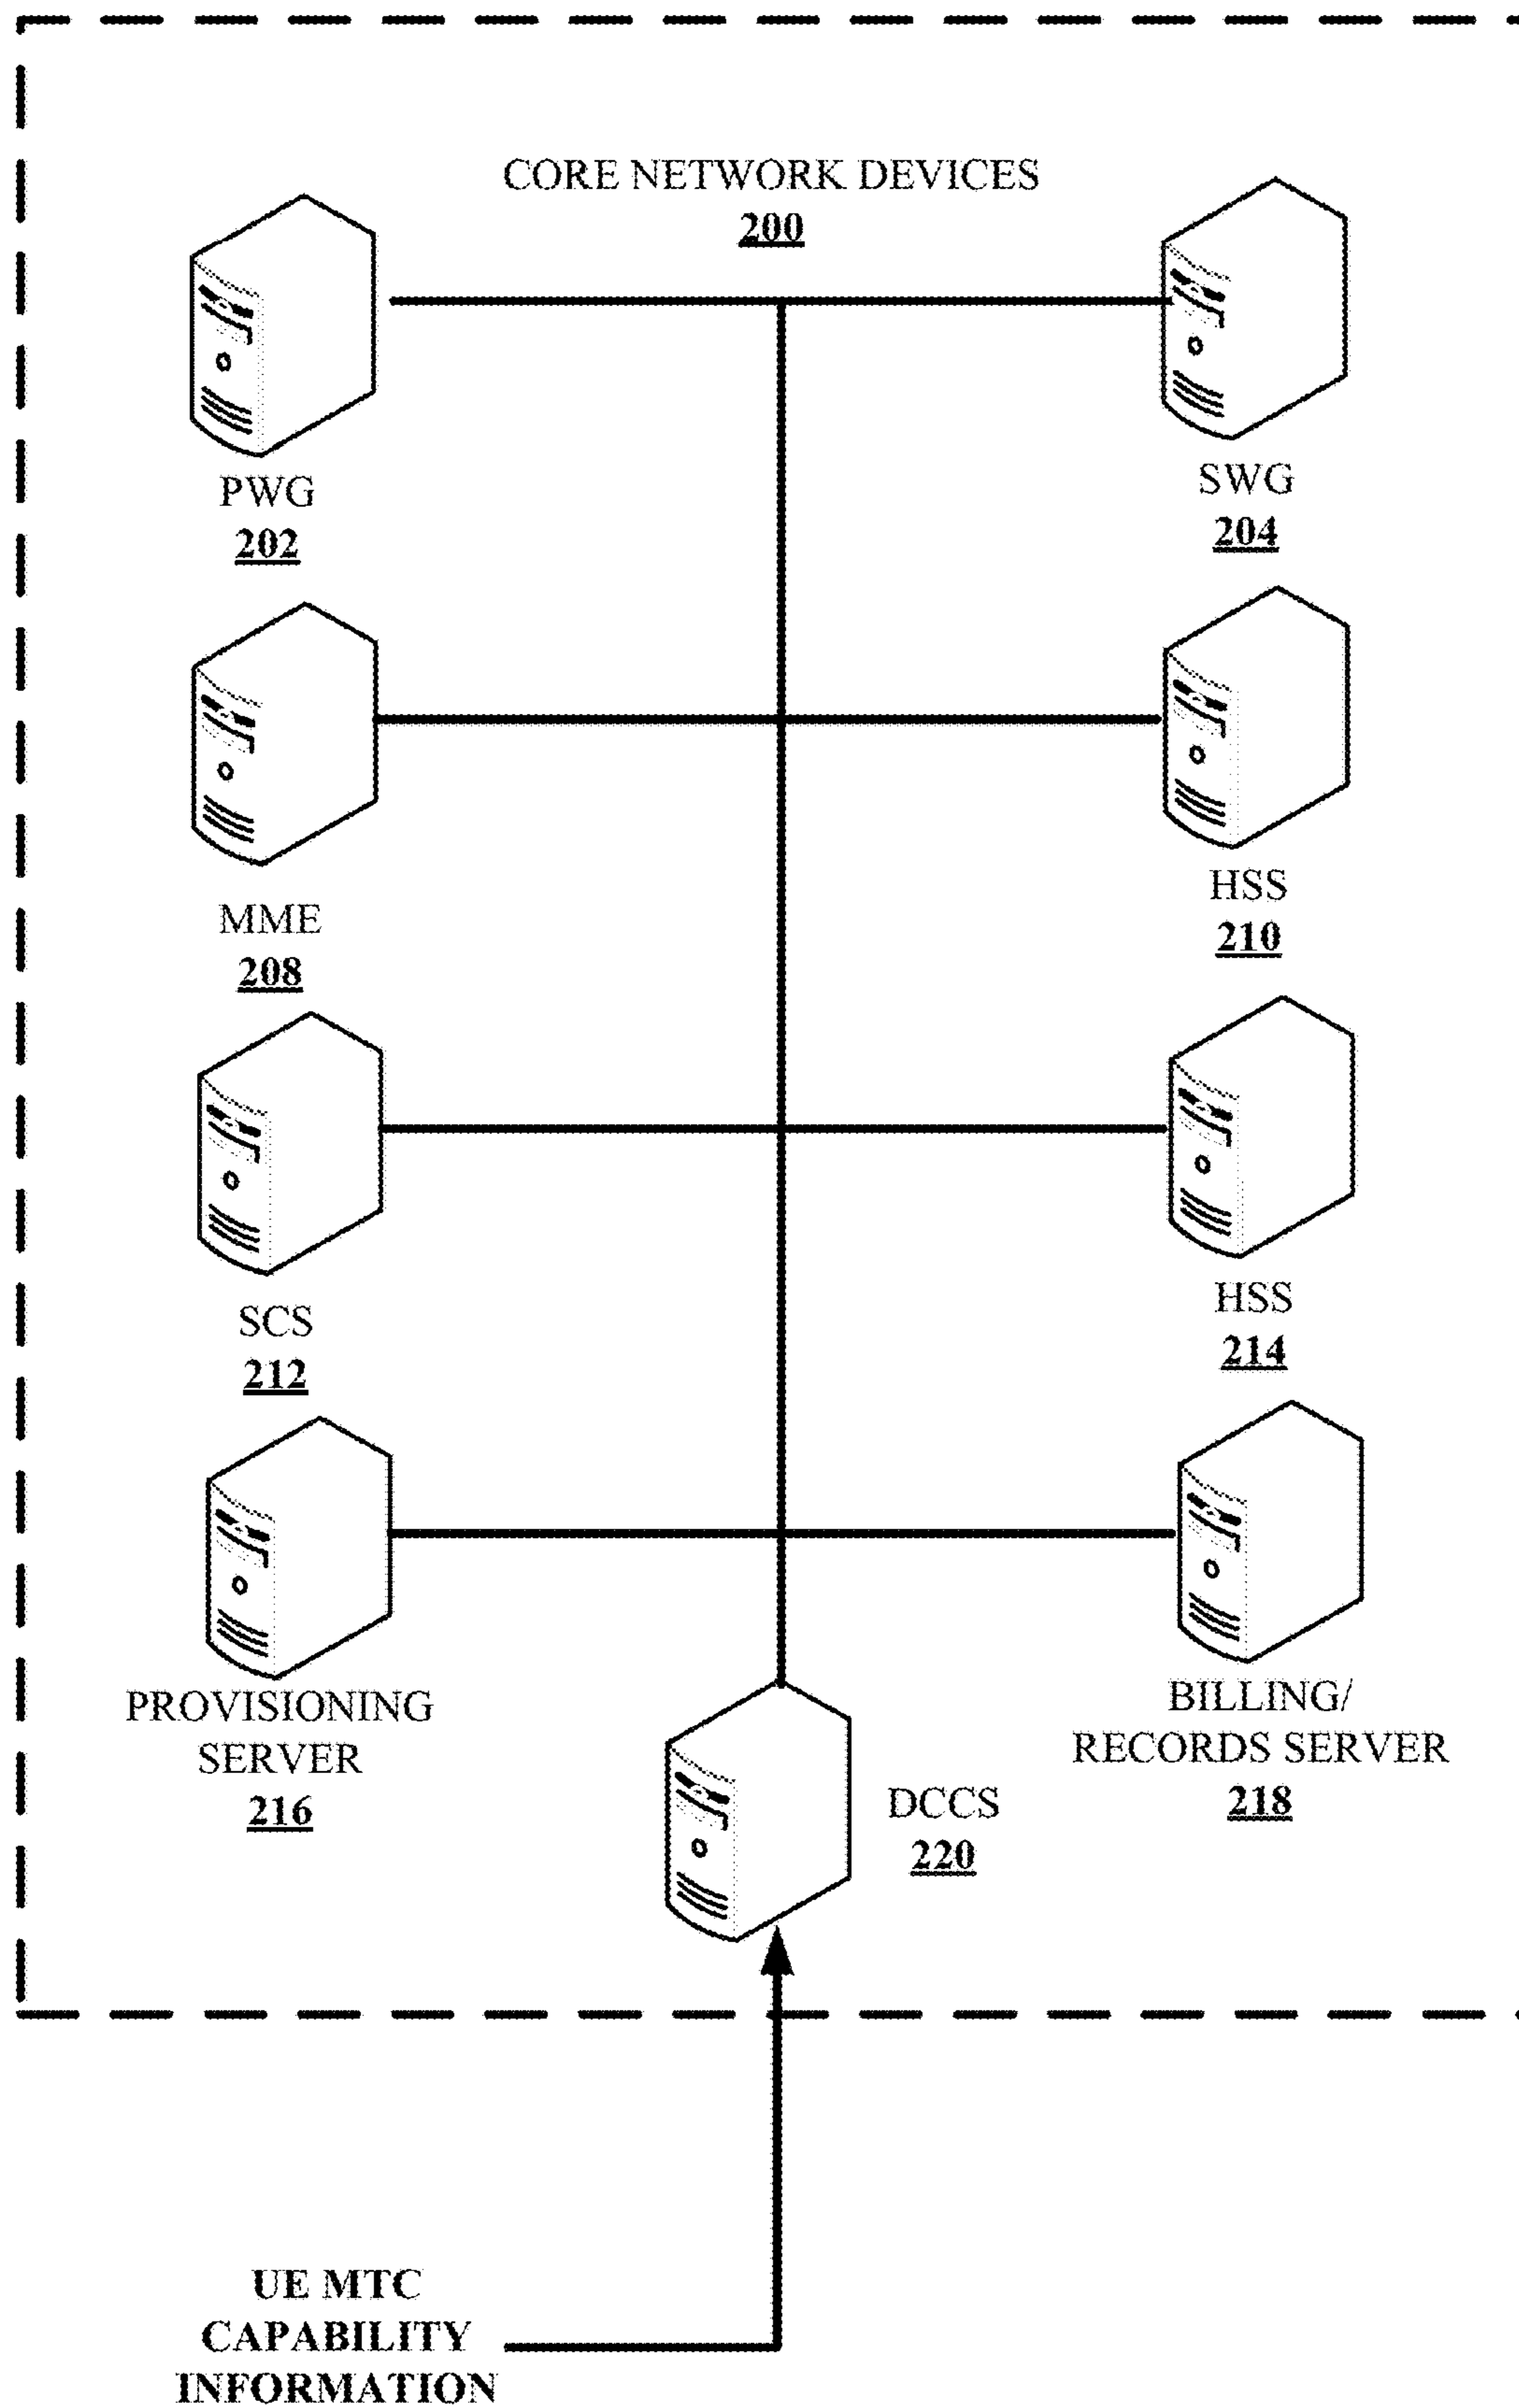 CORE NETWORK DEVICES
200
PWG
202
SWG
204
MME
208
HSS
210
SCS
212
HSS
214
PROVISIONING
SERVER
216
BILLING/
RECORDS SERVER
218
DCCS
220
UE MTC
CAPABILITY
INFORMATION